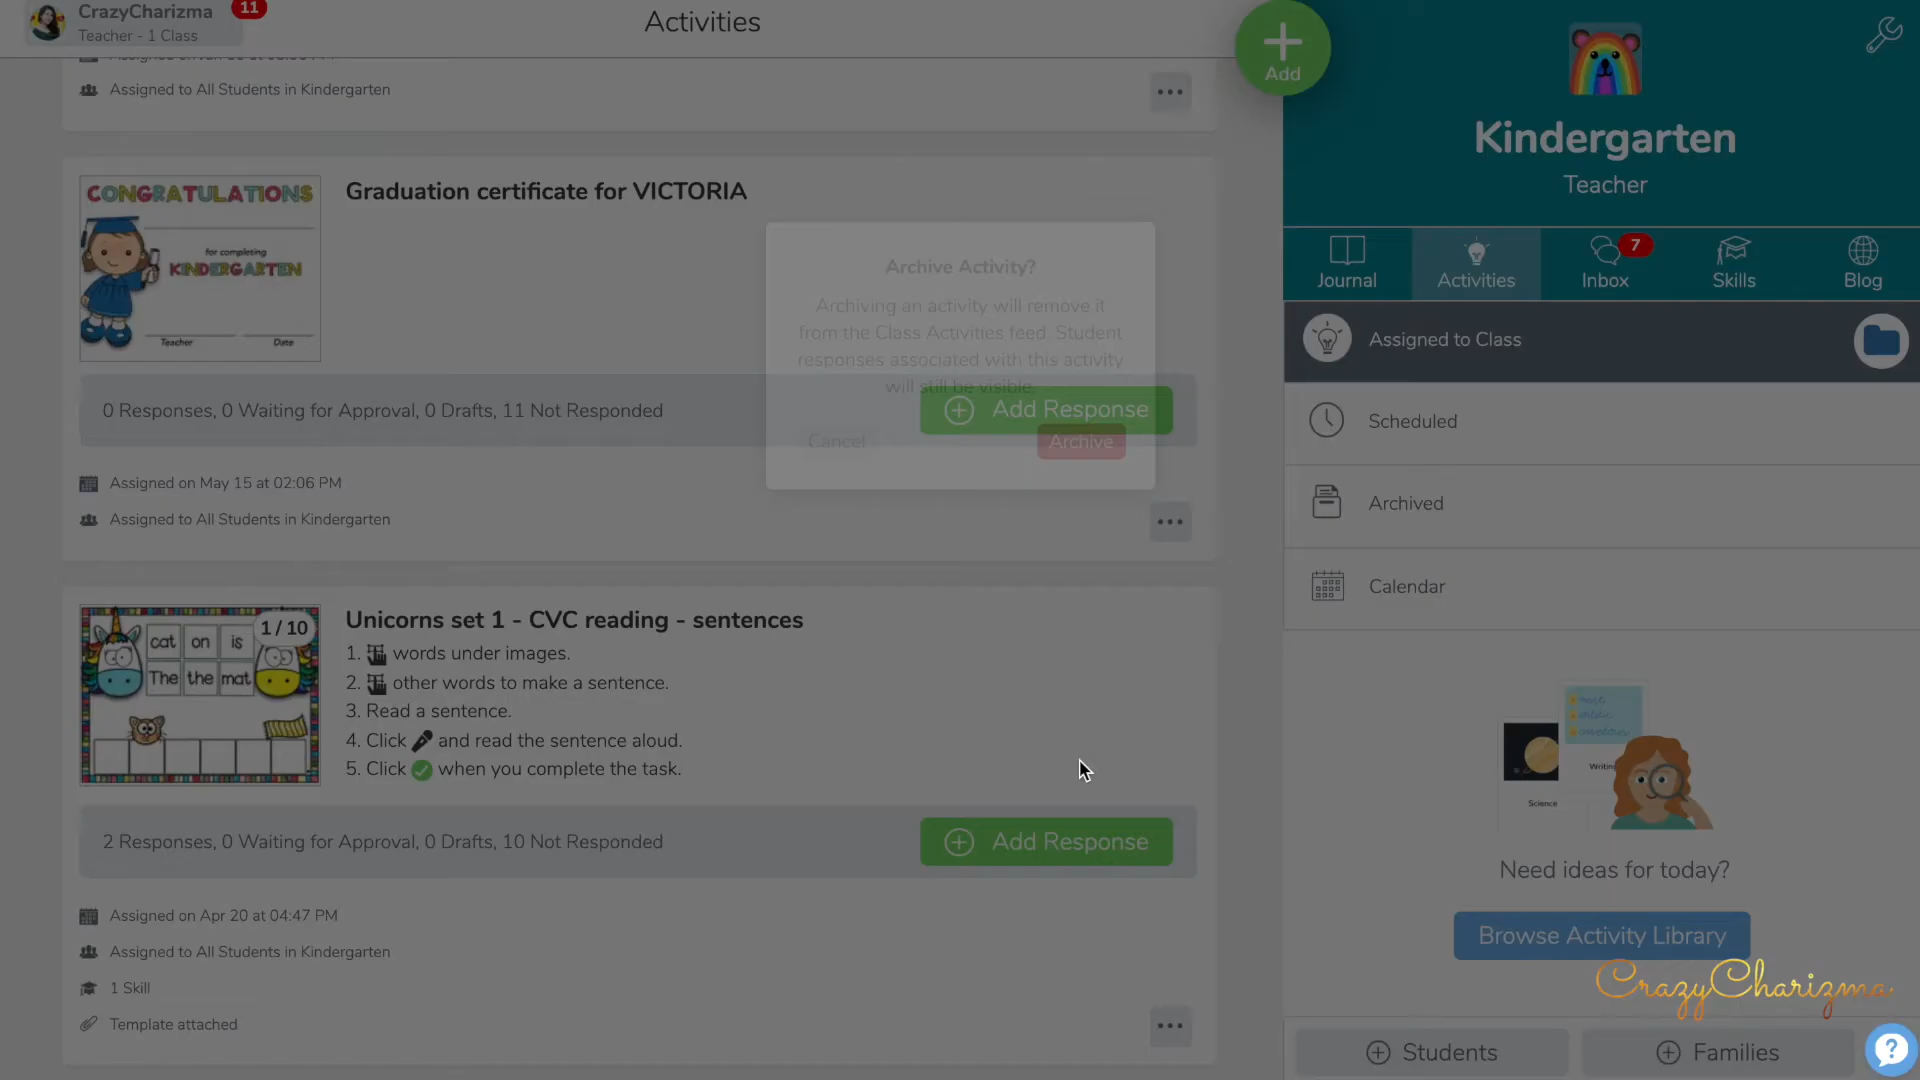 CrazyCharizma
11
Teacher - 1 Class
Activities
Add
Assigned to All Students in Kindergarten
CONGRATULATIONS
for completing
KINDERGARTEN
Teacher
Date
Graduation certificate for VICTORIA
Archive Activity?
Archiving an activity will remove it
from the Class Activities feed. Student
responses associated with this activity
will still be visible.
Cancel
Archive
0 Responses, 0 Waiting for Approval, 0 Drafts, 11 Not Responded
Add Response
Assigned on May 15 at 02:06 PM
Assigned to All Students in Kindergarten
1 / 10
cat on is
The the mat
Unicorns set 1 - CVC reading - sentences
1. words under images.
2. other words to make a sentence.
3. Read a sentence.
4. Click and read the sentence aloud.
5. Click when you complete the task.
2 Responses, 0 Waiting for Approval, 0 Drafts, 10 Not Responded
Add Response
Assigned on Apr 20 at 04:47 PM
Assigned to All Students in Kindergarten
1 Skill
Template attached
Kindergarten
Teacher
Journal
Activities
Inbox
7
Skills
Blog
Assigned to Class
Scheduled
Archived
Calendar
Science
Need ideas for today?
Browse Activity Library
CrazyCharizma
Students
Families
?